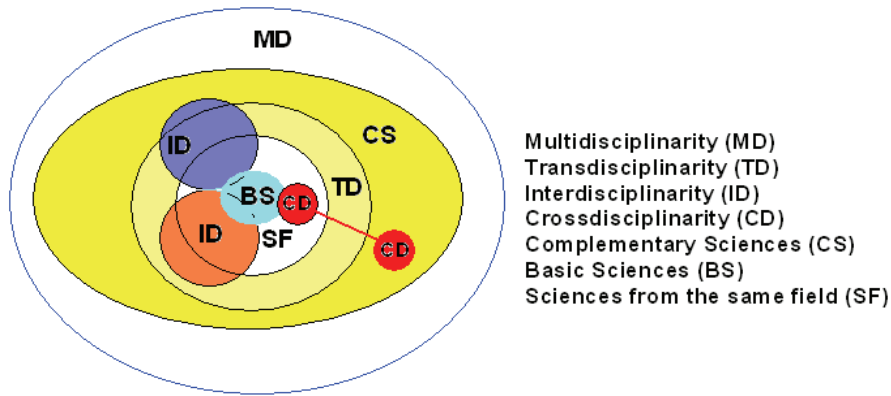 MD
CS
ID
TD
BS
CD
ID
SF
CD
Multidisciplinarity (MD)
Transdisciplinarity (TD)
Interdisciplinarity (ID)
Crossdisciplinarity (CD)
Complementary Sciences (CS)
Basic Sciences (BS)
Sciences from the same field (SF)